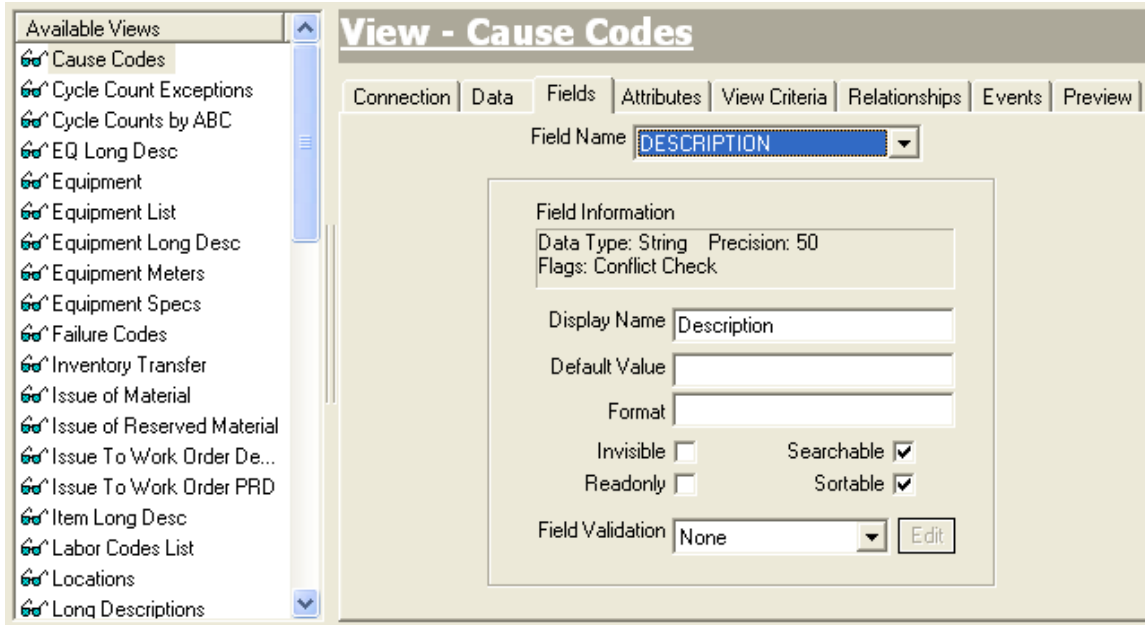 Available Views
Cause Codes
Cycle Count Exceptions
Cycle Counts by ABC
EQ Long Desc
Equipment
Equipment List
Equipment Long Desc
Equipment Meters
Equipment Specs
Failure Codes
Inventory Transfer
Issue of Material
Issue of Reserved Material
Issue To Work Order De...
Issue To Work Order PRD
Item Long Desc
Labor Codes List
Locations
Long Descriptions
View - Cause Codes
Connection Data Fields Attributes View Criteria Relationships Events Preview
Field Name DESCRIPTION
Field Information
Data Type: String Precision: 50
Flags: Conflict Check
Display Name Description
Default Value
Format
Invisible Searchable
Readonly Sortable
Field Validation None Edit